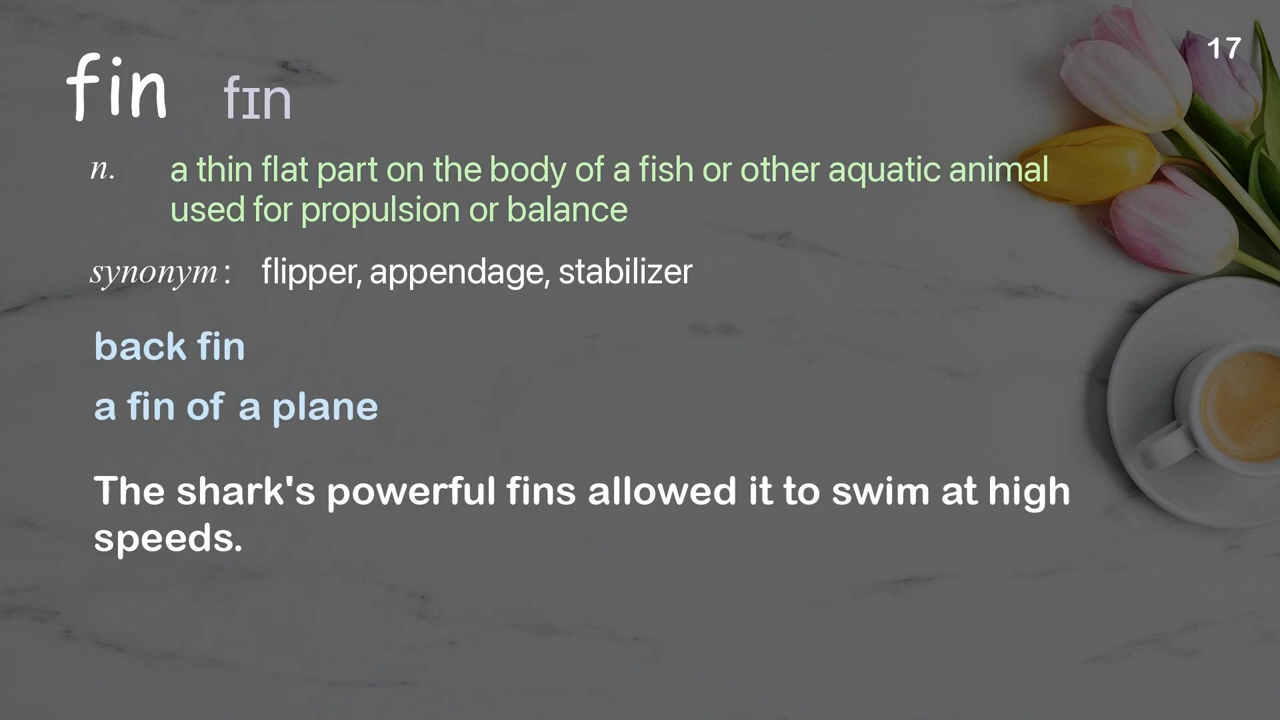 17
fin fɪn
n. a thin flat part on the body of a fish or other aquatic animal
used for propulsion or balance
synonym: flipper, appendage, stabilizer
back fin
a fin of a plane
The shark's powerful fins allowed it to swim at high
speeds.